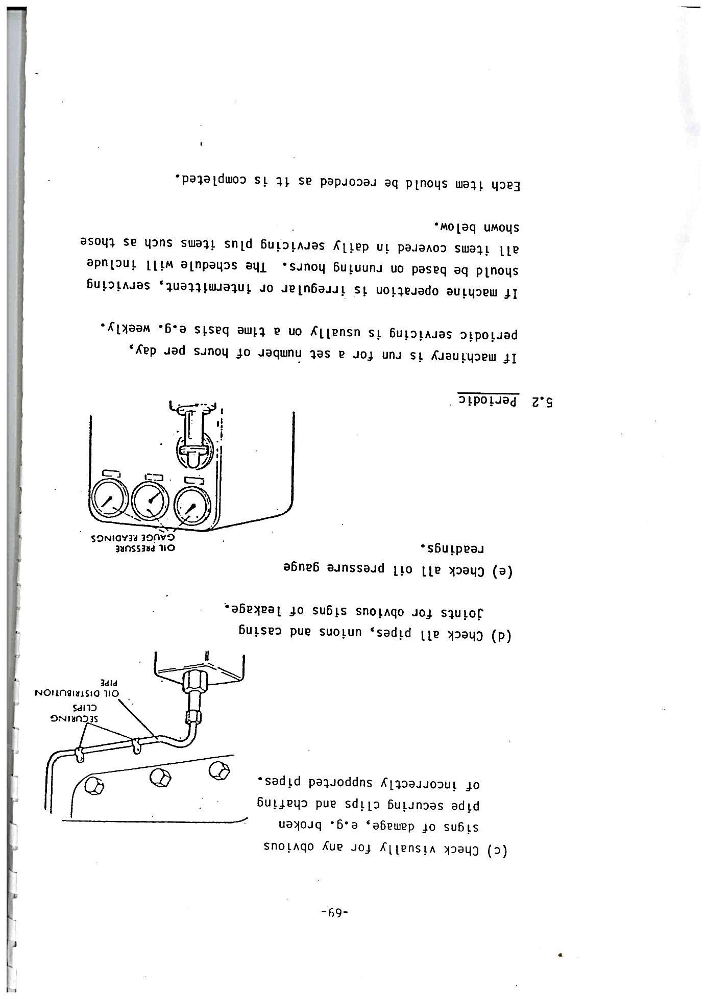 -69-
(c) Check visually for any obvious
signs of damage, e.g. broken
pipe securing clips and chafing
of incorrectly supported pipes.
SECURING
CLIPS
OIL DISTRIBUTION
PIPE
(d) Check all pipes, unions and casing
joints for obvious signs of leakage.
(e) Check all oil pressure gauge
readings.
OIL PRESSURE
GAUGE READINGS
5.2 Periodic
If machinery is run for a set number of hours per day,
periodic servicing is usually on a time basis e.g. weekly.
If machine operation is irregular or intermittent, servicing
should be based on running hours. The schedule will include
all items covered in daily servicing plus items such as those
shown below.
Each item should be recorded as it is completed.